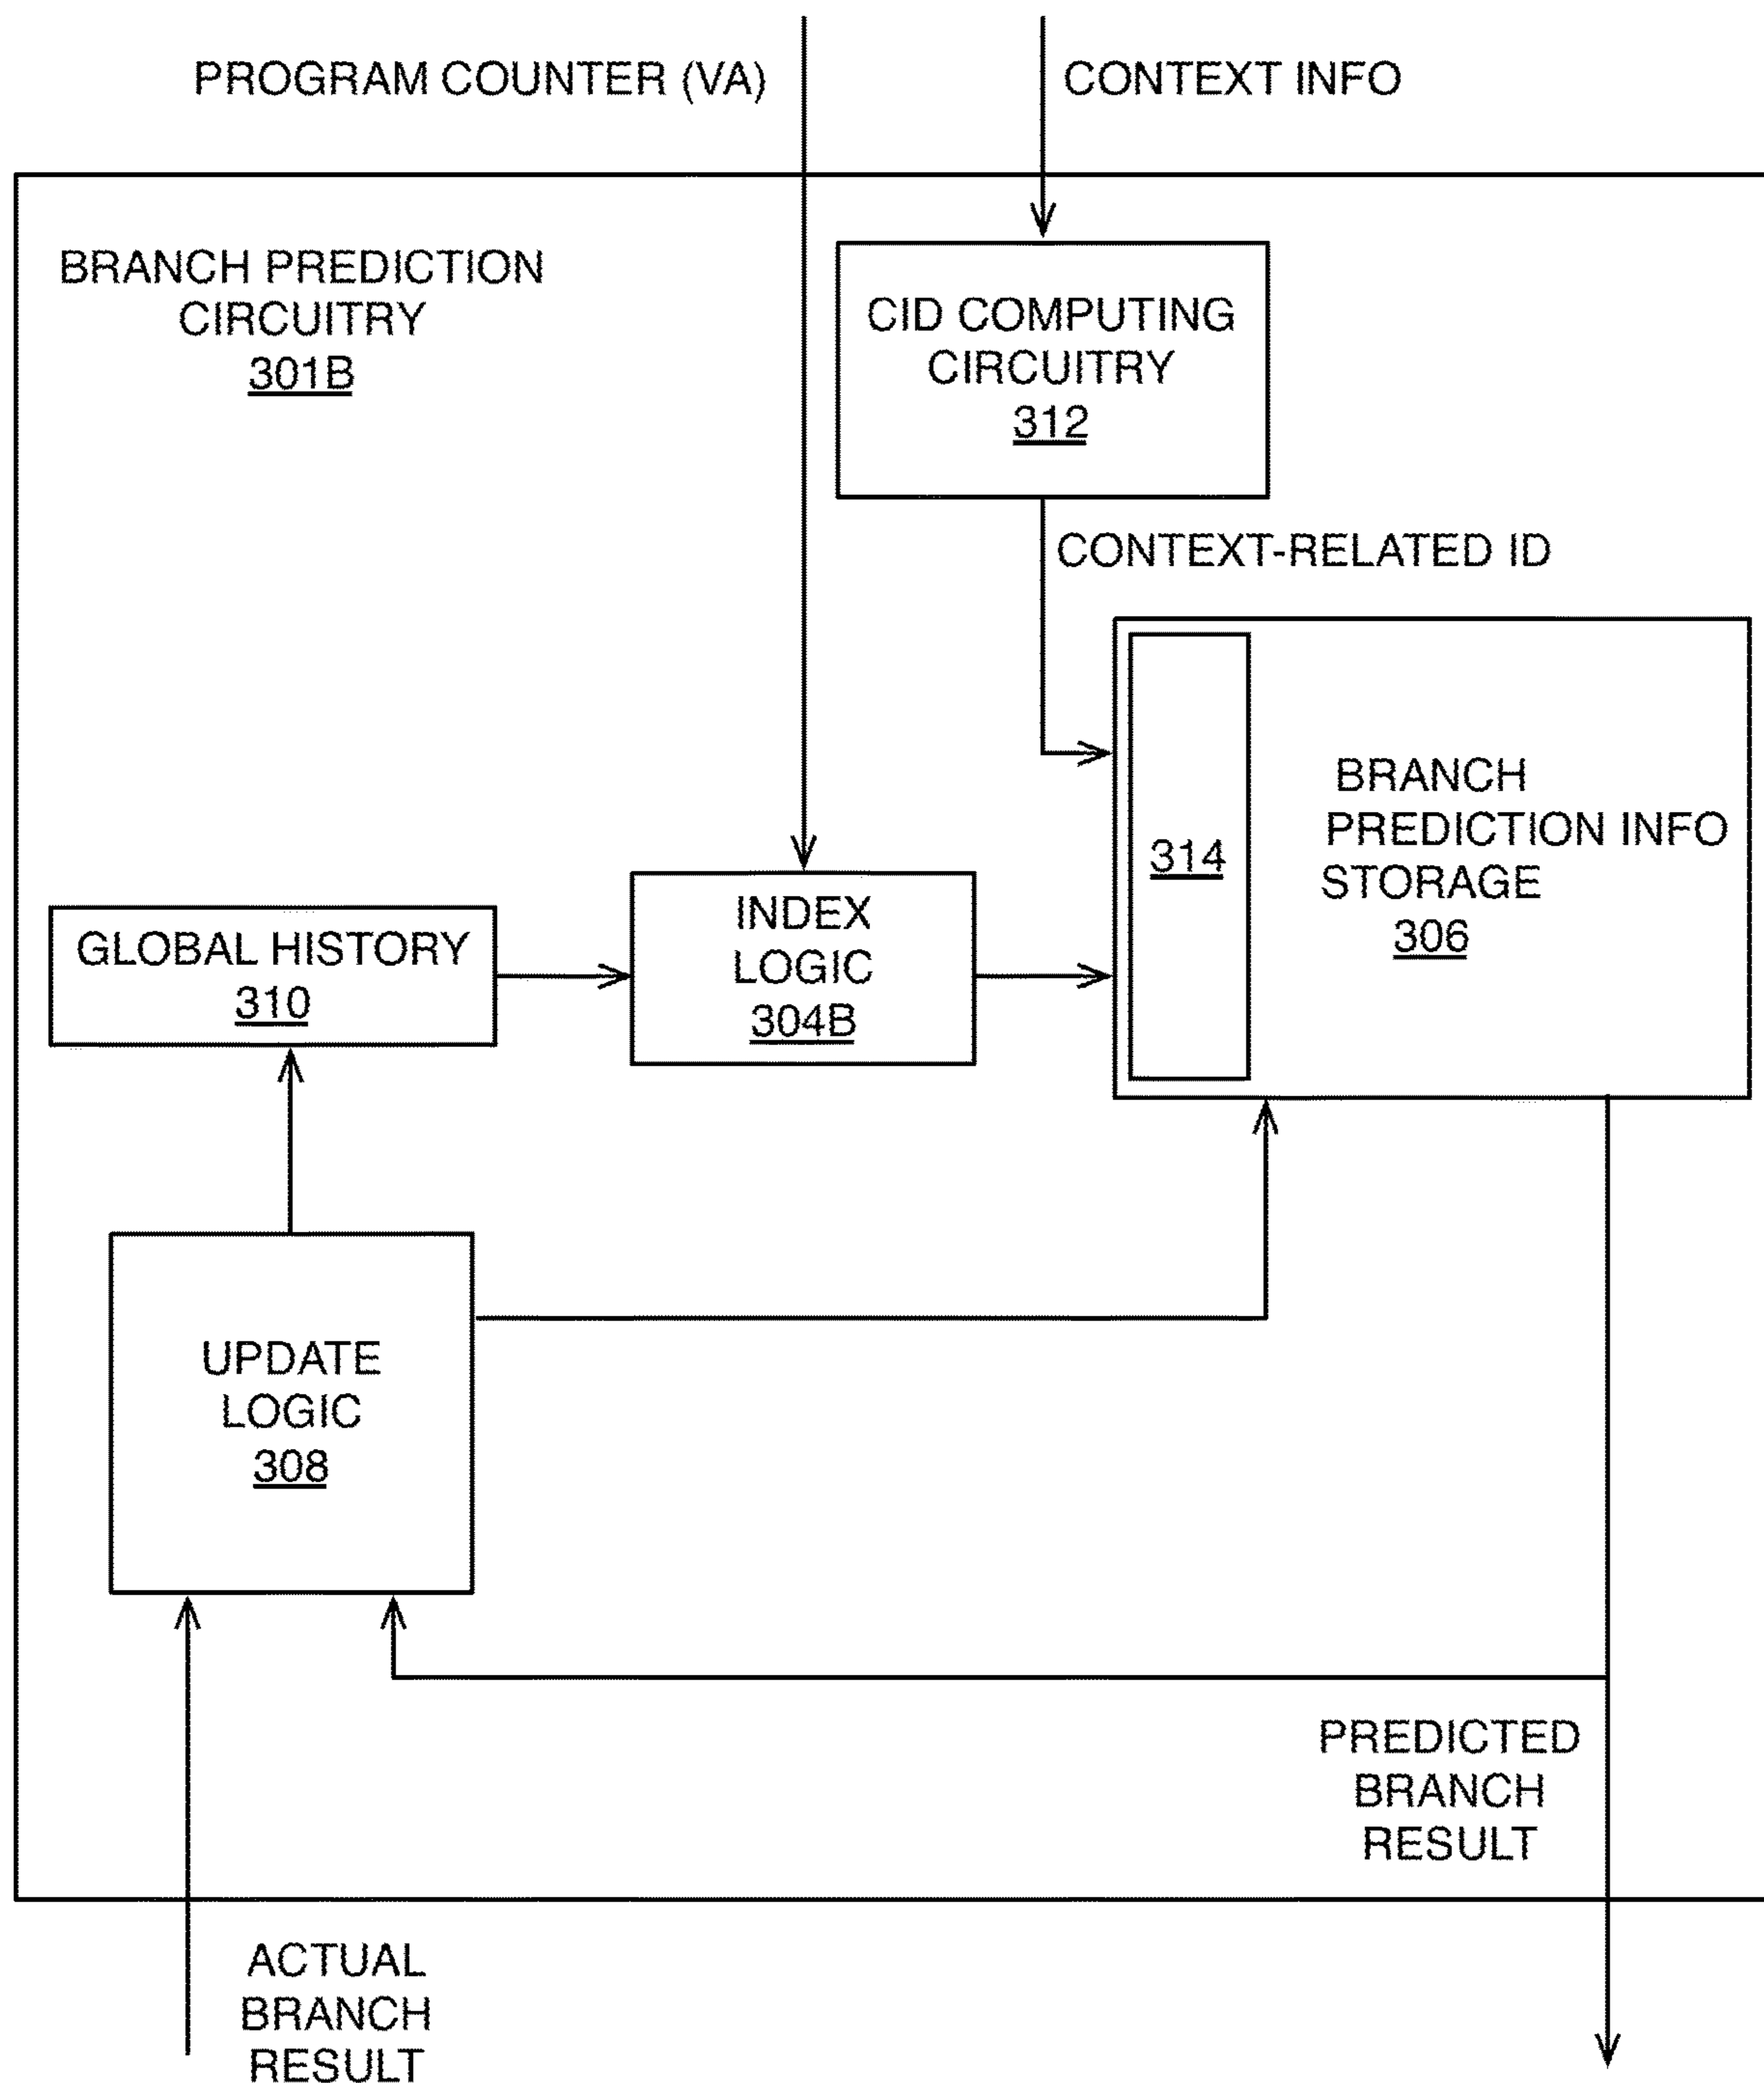 PROGRAM COUNTER (VA)
CONTEXT INFO
BRANCH PREDICTION
CIRCUITRY
301B
CID COMPUTING
CIRCUITRY
312
CONTEXT-RELATED ID
314
BRANCH
PREDICTION INFO
STORAGE
306
INDEX
LOGIC
304B
GLOBAL HISTORY
310
UPDATE
LOGIC
308
PREDICTED
BRANCH
RESULT
ACTUAL
BRANCH
RESULT